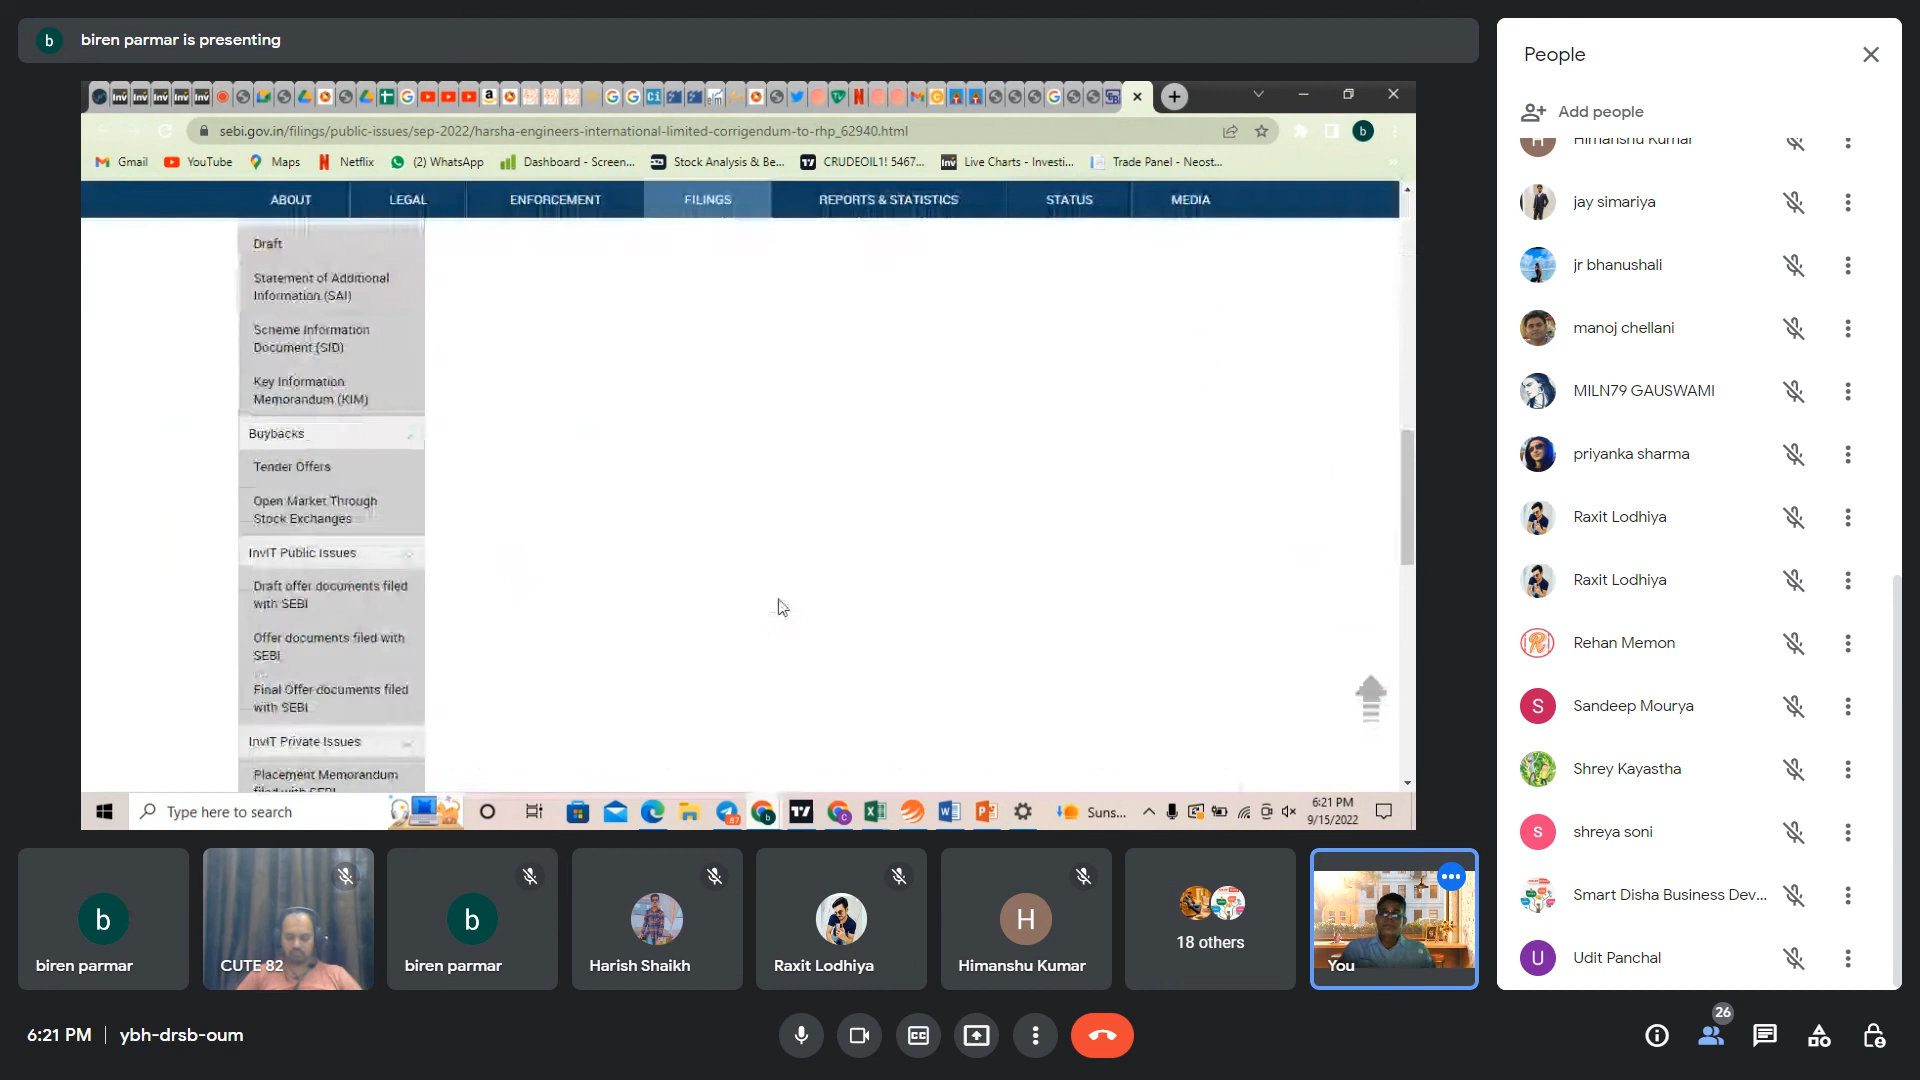 b
biren parmar is presenting
sebi.gov.in/filings/public-issues/sep-2022/harsha-engineers-international-limited-corrigendum-to-rhp_62940.html
b
Gmail
YouTube
Maps
Netflix
(2) WhatsApp
Dashboard - Screen...
Stock Analysis & Be...
CRUDEOIL1! 5467...
Live Charts - Investi...
Trade Panel - Neost...
ABOUT
LEGAL
ENFORCEMENT
FILINGS
REPORTS & STATISTICS
STATUS
MEDIA
Draft
Statement of Additional
Information (SAI)
Scheme Information
Document (SID)
Key Information
Memorandum (KIM)
Buybacks
Tender Offers
Open Market Through
Stock Exchanges
InvIT Public Issues
Draft offer documents filed
with SEBI
Offer documents filed with
SEBI
Final Offer documents filed
with SEBI
InvIT Private Issues
Placement Memorandum
filed with SEBI
Type here to search
87
Suns...
6:21 PM
9/15/2022
b
biren parmar
CUTE 82
b
biren parmar
Harish Shaikh
Raxit Lodhiya
H
Himanshu Kumar
18 others
You
6:21 PM
ybh-drsb-oum
People
Add people
Himanshu Kumar
jay simariya
jr bhanushali
manoj chellani
MILN79 GAUSWAMI
priyanka sharma
Raxit Lodhiya
Raxit Lodhiya
Rehan Memon
S
Sandeep Mourya
Shrey Kayastha
s
shreya soni
Smart Disha Business Dev...
U
Udit Panchal
26